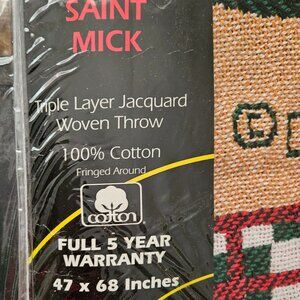 SAINT
MICK
Triple Layer Jacquard
Woven Throw
100% Cotton
Fringed Around
cotton
FULL 5 YEAR
WARRANTY
47 x 68 Inches
©